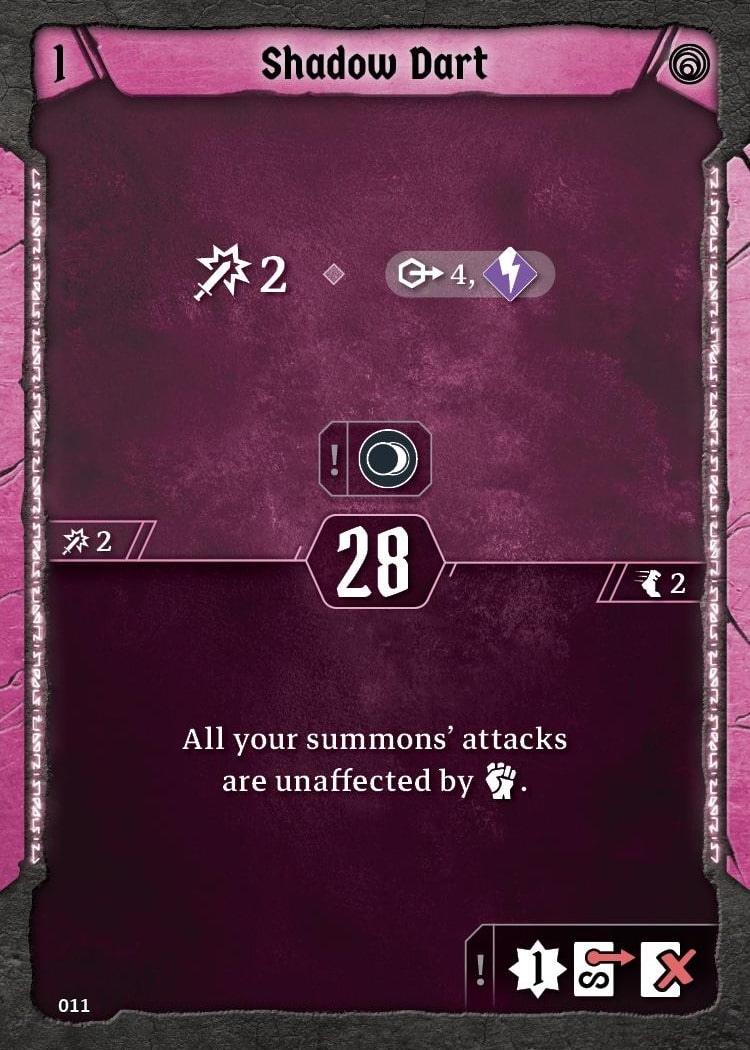 1 Shadow Dart
2 4,
!
2
28
2
All your summons' attacks
are unaffected by .
! 1
011